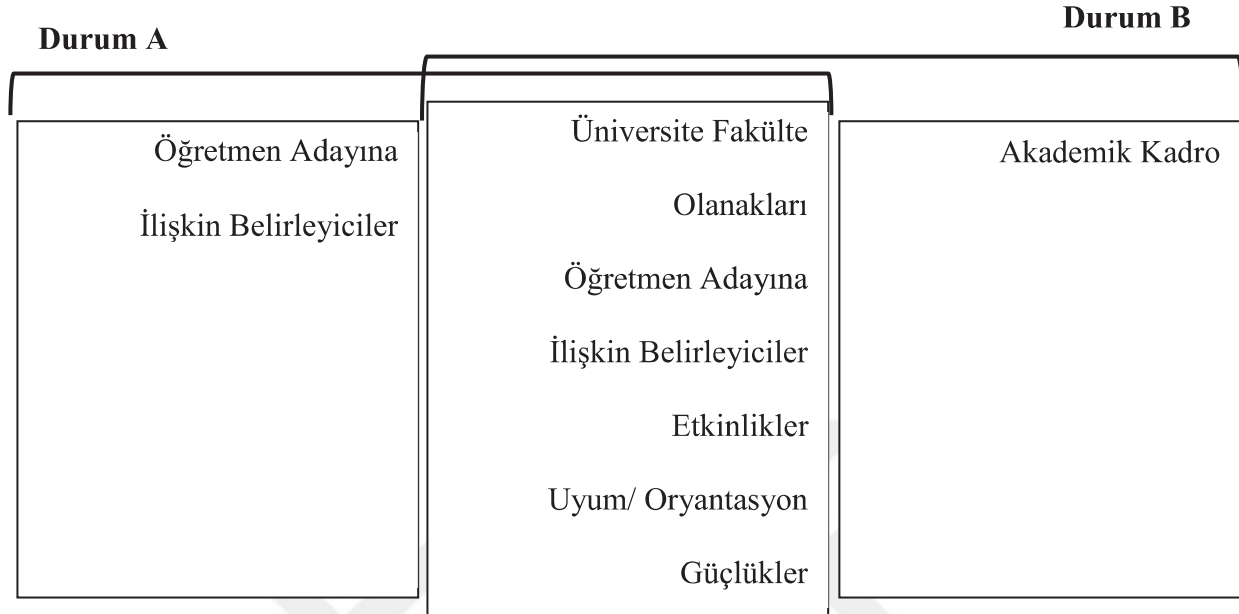 Durum A
Durum B
Öğretmen Adayına
İlişkin Belirleyiciler
Üniversite Fakülte
Olanakları
Öğretmen Adayına
İlişkin Belirleyiciler
Etkinlikler
Uyum/ Oryantasyon
Güçlükler
Akademik Kadro